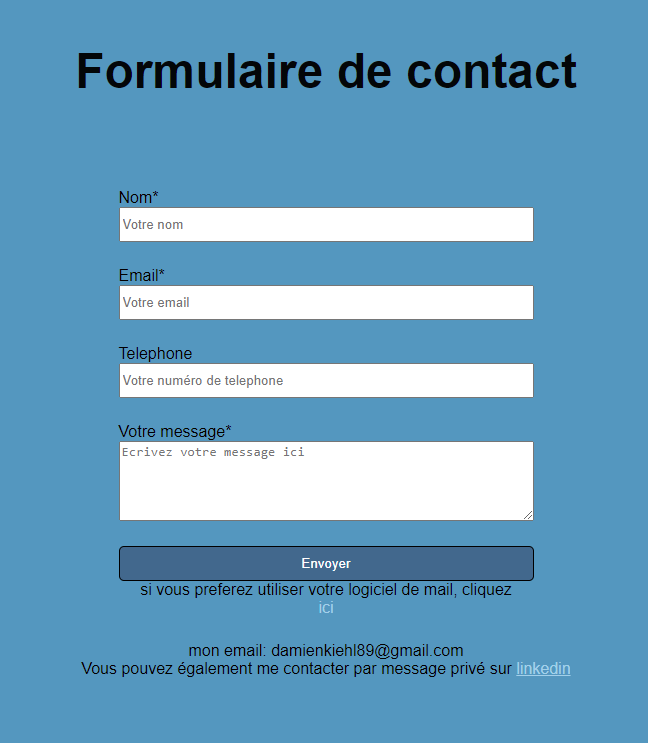 Formulaire de contact
Nom*
Votre nom
Email*
Votre email
Telephone
Votre numéro de telephone
Votre message*
Ecrivez votre message ici
Envoyer
si vous preferez utiliser votre logiciel de mail, cliquez
ici
mon email: damienkiehl89@gmail.com
Vous pouvez également me contacter par message privé sur linkedin